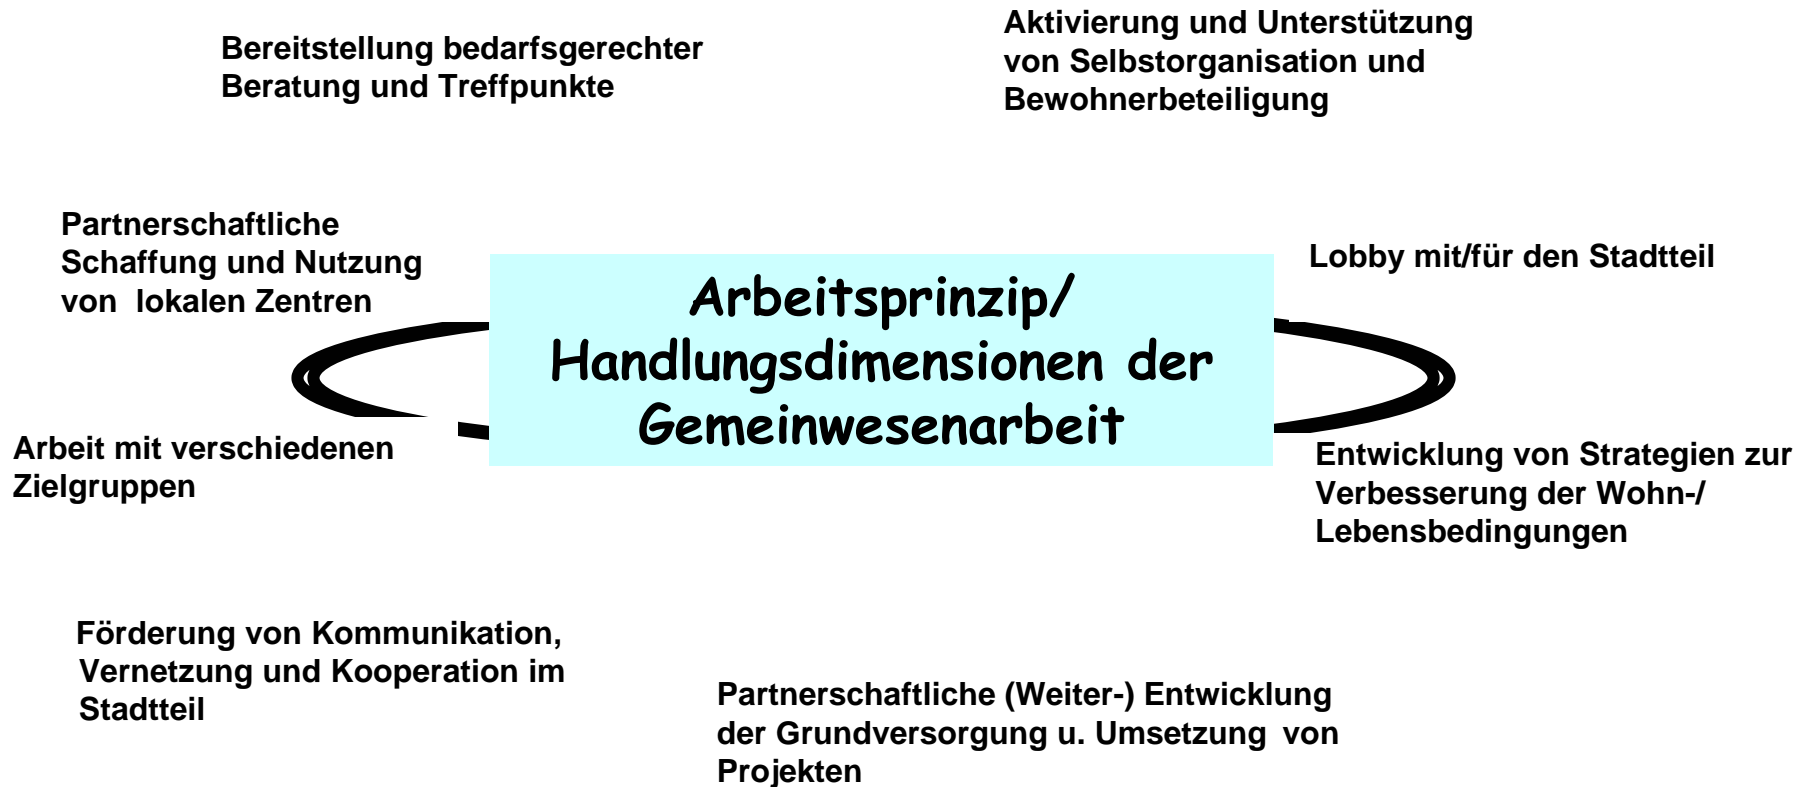 Bereitstellung bedarfsgerechter
Beratung und Treffpunkte
Aktivierung und Unterstützung
von Selbstorganisation und
Bewohnerbeteiligung
Partnerschaftliche
Schaffung und Nutzung
von lokalen Zentren
Arbeitsprinzip/
Handlungsdimensionen der
Gemeinwesenarbeit
Lobby mit/für den Stadtteil
Arbeit mit verschiedenen
Zielgruppen
Entwicklung von Strategien zur
Verbesserung der Wohn-/
Lebensbedingungen
Förderung von Kommunikation,
Vernetzung und Kooperation im
Stadtteil
Partnerschaftliche (Weiter-) Entwicklung
der Grundversorgung u. Umsetzung von
Projekten